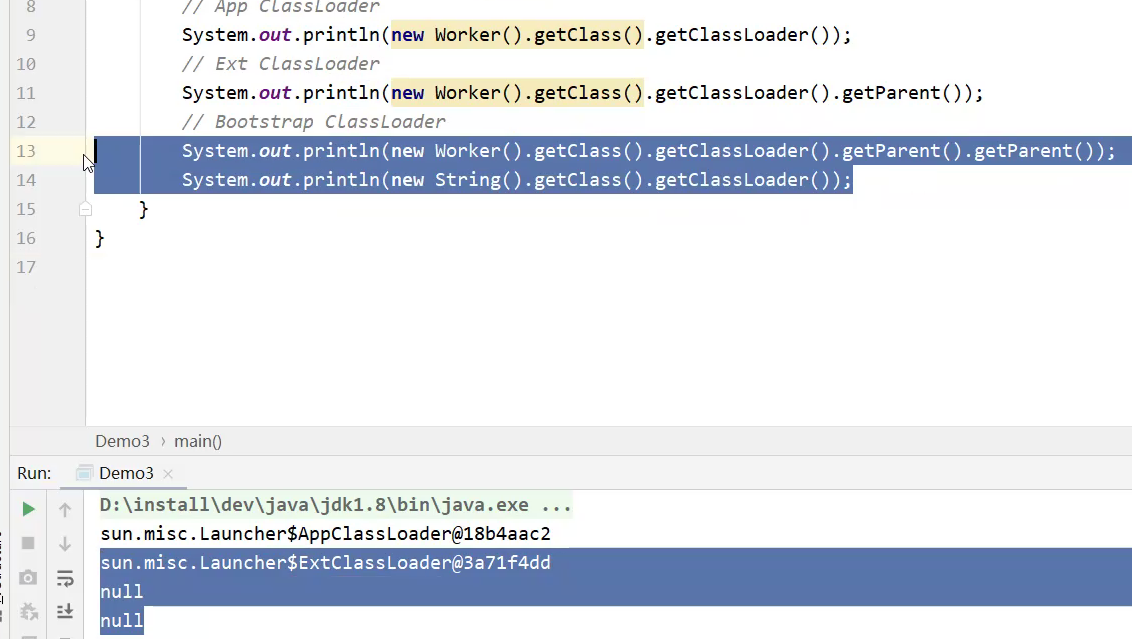 8 // App ClassLoader
9 System.out.println(new Worker().getClass().getClassLoader());
10 // Ext ClassLoader
11 System.out.println(new Worker().getClass().getClassLoader().getParent());
12 // Bootstrap ClassLoader
13 System.out.println(new Worker().getClass().getClassLoader().getParent().getParent());
14 System.out.println(new String().getClass().getClassLoader());
15 }
16 }
17
Demo3 › main()
Run: Demo3 ×
D:\install\dev\java\jdk1.8\bin\java.exe ...
sun.misc.Launcher$AppClassLoader@18b4aac2
sun.misc.Launcher$ExtClassLoader@3a71f4dd
null
null